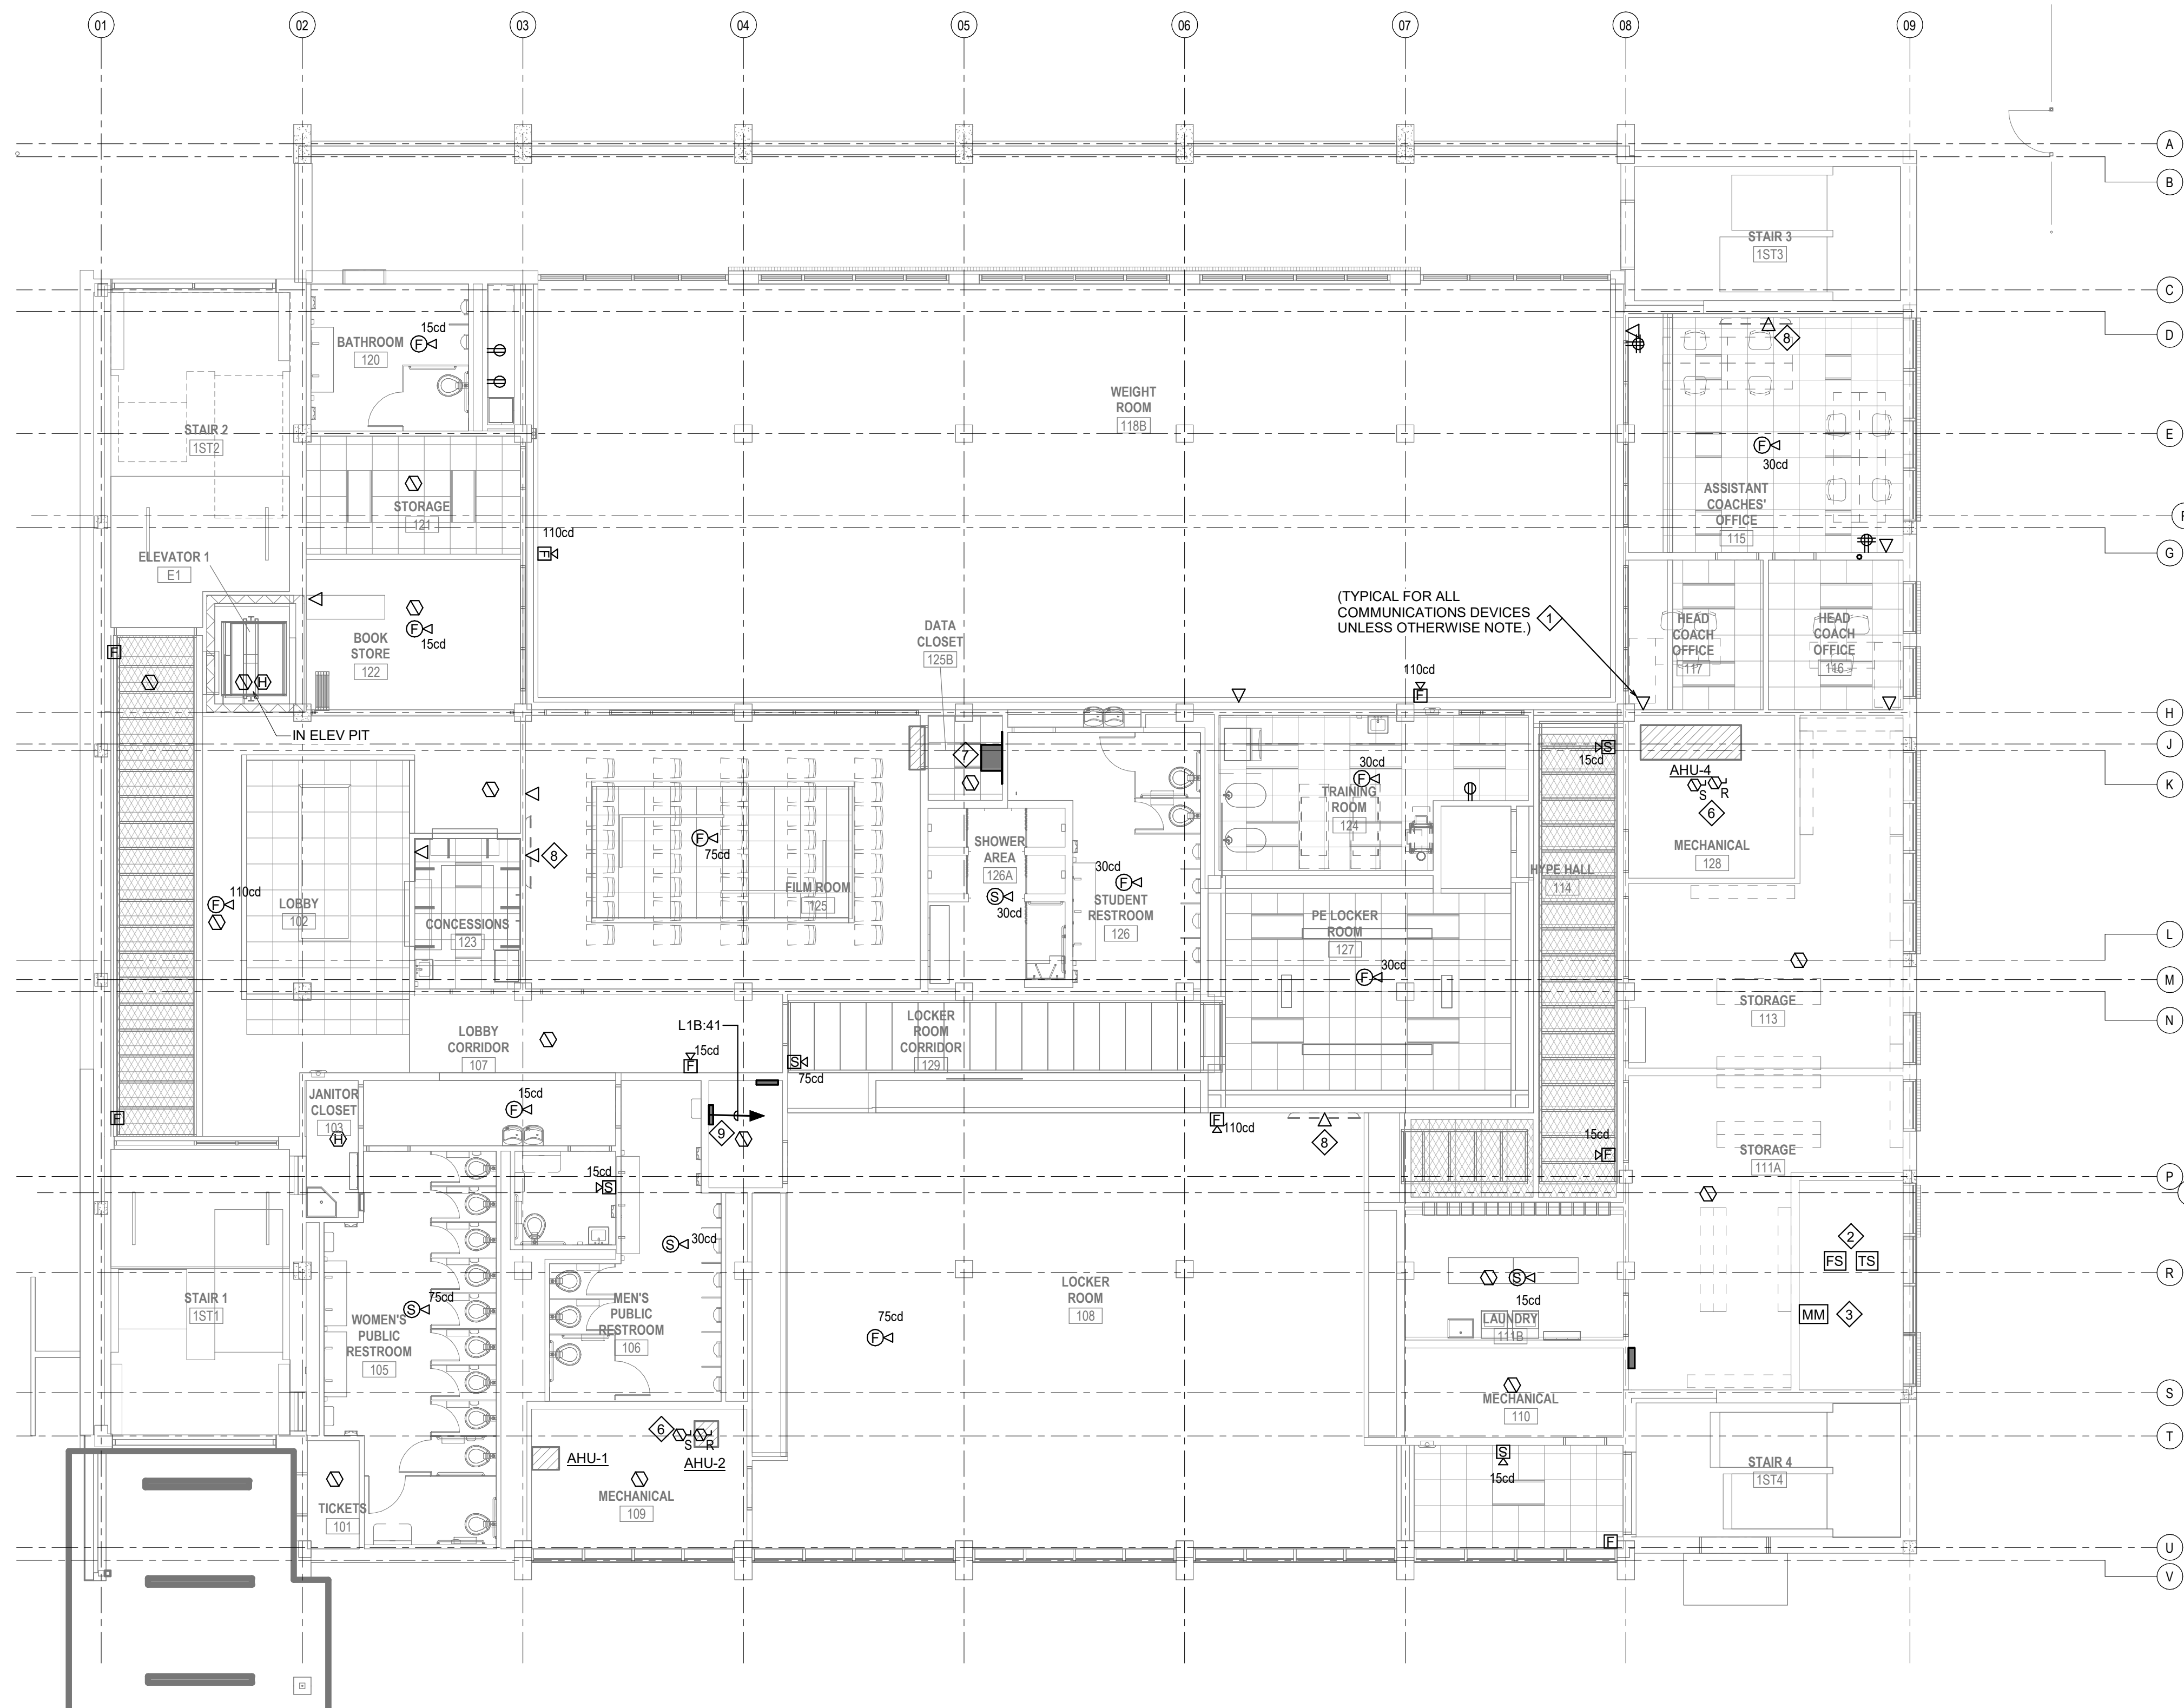 01 02 03 04 05 06 07 08 09
A
B
STAIR 3
1ST3
C
15cd
BATHROOM
F
120
8
D
WEIGHT
ROOM
118B
STAIR 2
1ST2
E
F
30cd
STORAGE
121
ASSISTANT
COACHES'
OFFICE
115
110cd
F
ELEVATOR 1
E1
G
(TYPICAL FOR ALL
COMMUNICATIONS DEVICES
UNLESS OTHERWISE NOTE.)
1
BOOK
STORE
122
F
15cd
DATA
CLOSET
125B
HEAD
COACH
OFFICE
117
HEAD
COACH
OFFICE
116
F
H
110cd
F
IN ELEV PIT
H
7
S
15cd
J
30cd
F
TRAINING
ROOM
124
AHU-4
S R
6
K
F
75cd
8
SHOWER
AREA
126A
S
30cd
MECHANICAL
128
FILM ROOM
125
30cd
F
STUDENT
RESTROOM
126
HYPE HALL
114
110cd
F
LOBBY
102
CONCESSIONS
123
PE LOCKER
ROOM
127
30cd
F
L
M
STORAGE
113
N
LOBBY
CORRIDOR
107
L1B:41
15cd
F
LOCKER
ROOM
CORRIDOR
129
S
75cd
JANITOR
CLOSET
103
H
F
15cd
F
9
F
110cd
8
15cd
F
STORAGE
111A
P
15cd
S
S
30cd
2
FS TS
R
STAIR 1
1ST1
75cd
S
WOMEN'S
PUBLIC
RESTROOM
105
MEN'S
PUBLIC
RESTROOM
106
LOCKER
ROOM
108
75cd
F
S
15cd
LAUNDRY
111B
MM 3
MECHANICAL
110
S
6
S R
AHU-1
AHU-2
T
MECHANICAL
109
S
15cd
STAIR 4
1ST4
TICKETS
101
F
U
V